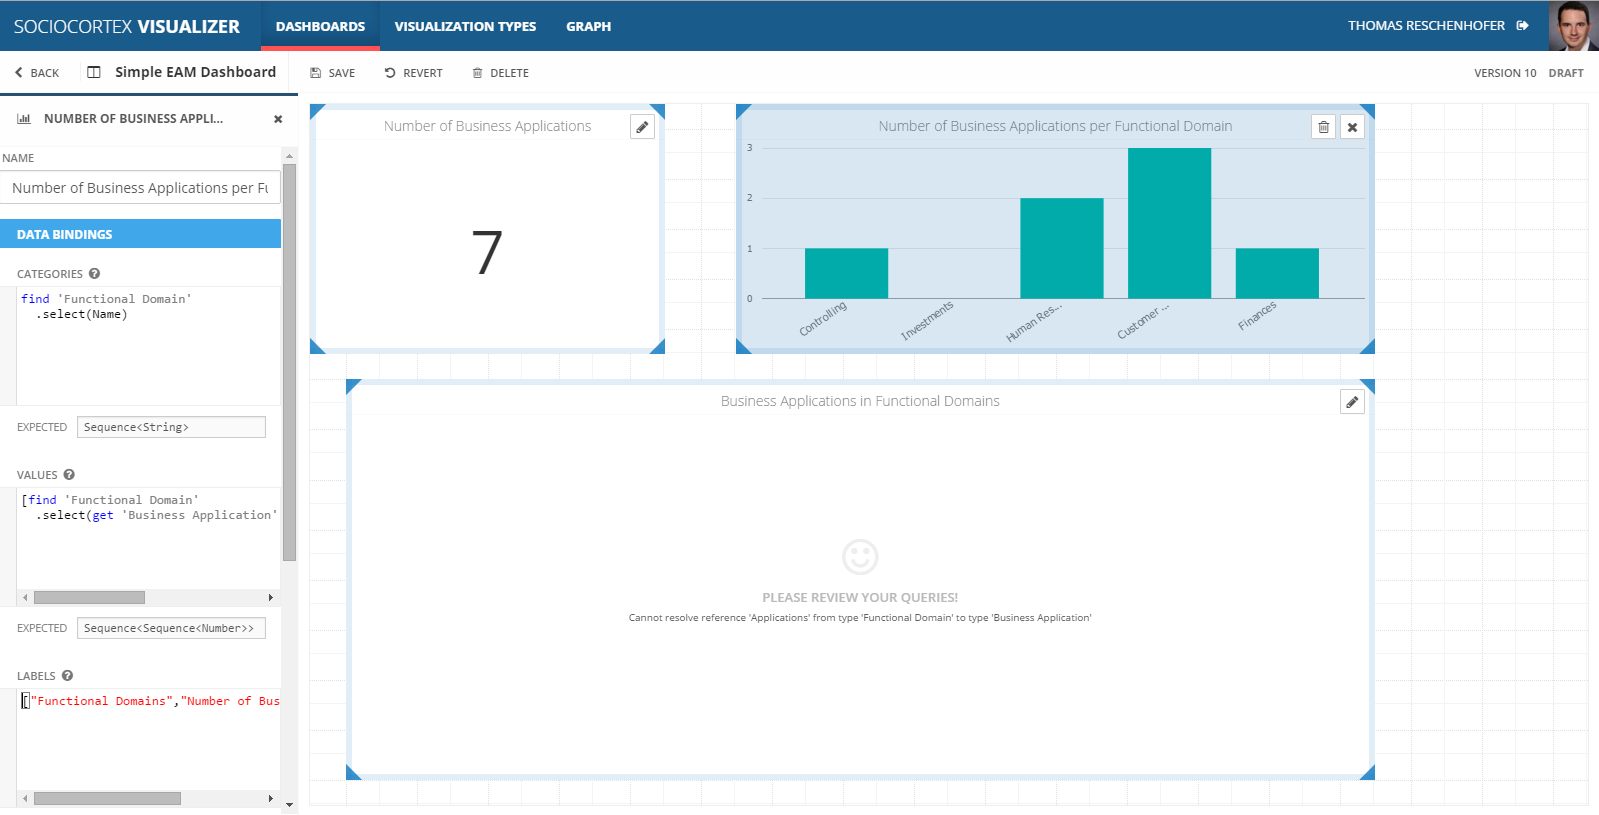 SOCIOCORTEX VISUALIZER
DASHBOARDS
VISUALIZATION TYPES
GRAPH
THOMAS RESCHENHOFER
BACK
Simple EAM Dashboard
SAVE
REVERT
DELETE
VERSION 10
DRAFT
NUMBER OF BUSINESS APPLI...
NAME
Number of Business Applications per Fu
DATA BINDINGS
CATEGORIES
find 'Functional Domain'
.select(Name)
EXPECTED
Sequence<String>
VALUES
[find 'Functional Domain'
.select(get 'Business Application'
EXPECTED
Sequence<Sequence<Number>>
LABELS
["Functional Domains","Number of Bus
Number of Business Applications
7
Number of Business Applications per Functional Domain
3
2
1
0
Controlling
Investments
Human Res...
Customer ...
Finances
Business Applications in Functional Domains
PLEASE REVIEW YOUR QUERIES!
Cannot resolve reference 'Applications' from type 'Functional Domain' to type 'Business Application'